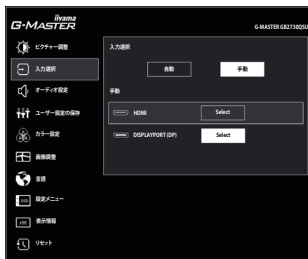 iiyama
G-MASTER
G-MASTER GB2730QSU
ピクチャー調整
入力選択
オーディオ設定
ユーザー設定の保存
カラー設定
画像調整
言語
設定メニュー
表示情報
リセット
入力選択
自動
手動
手動
HDMI
Select
DISPLAYPORT (DP)
Select